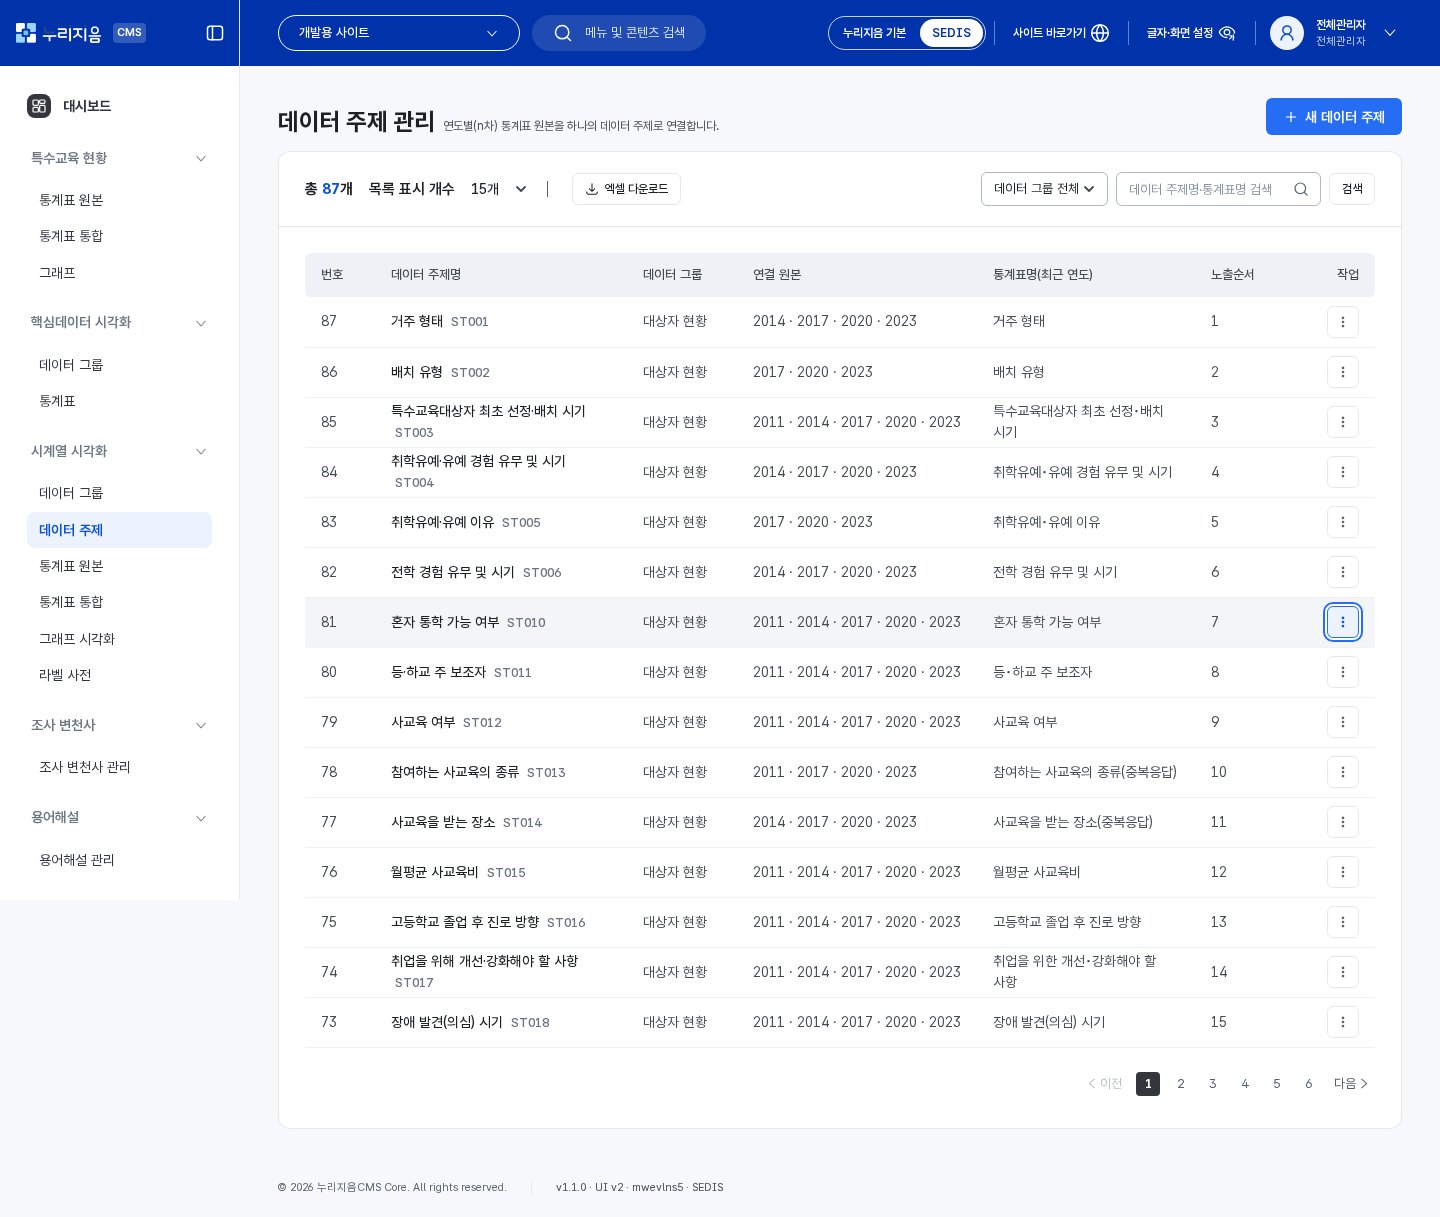 누리지음 CMS
개발용 사이트
메뉴 및 콘텐츠 검색
누리지음 기본 SEDIS
사이트 바로가기
글자·화면 설정
전체관리자
전체관리자
대시보드
특수교육 현황
통계표 원본
통계표 통합
그래프
핵심데이터 시각화
데이터 그룹
통계표
시계열 시각화
데이터 그룹
데이터 주제
통계표 원본
통계표 통합
그래프 시각화
라벨 사전
조사 변천사
조사 변천사 관리
용어해설
용어해설 관리
데이터 주제 관리 연도별(n차) 통계표 원본을 하나의 데이터 주제로 연결합니다.
새 데이터 주제
총 87개 목록 표시 개수 15개 엑셀 다운로드 데이터 그룹 전체 데이터 주제명·통계표명 검색 검색
번호 데이터 주제명 데이터 그룹 연결 원본 통계표명(최근 연도) 노출순서 작업
87 거주 형태 ST001 대상자 현황 2014 · 2017 · 2020 · 2023 거주 형태 1
86 배치 유형 ST002 대상자 현황 2017 · 2020 · 2023 배치 유형 2
85 특수교육대상자 최초 선정·배치 시기 ST003 대상자 현황 2011 · 2014 · 2017 · 2020 · 2023 특수교육대상자 최초 선정･배치 시기 3
84 취학유예·유예 경험 유무 및 시기 ST004 대상자 현황 2014 · 2017 · 2020 · 2023 취학유예･유예 경험 유무 및 시기 4
83 취학유예·유예 이유 ST005 대상자 현황 2017 · 2020 · 2023 취학유예･유예 이유 5
82 전학 경험 유무 및 시기 ST006 대상자 현황 2014 · 2017 · 2020 · 2023 전학 경험 유무 및 시기 6
81 혼자 통학 가능 여부 ST010 대상자 현황 2011 · 2014 · 2017 · 2020 · 2023 혼자 통학 가능 여부 7
80 등·하교 주 보조자 ST011 대상자 현황 2011 · 2014 · 2017 · 2020 · 2023 등･하교 주 보조자 8
79 사교육 여부 ST012 대상자 현황 2011 · 2014 · 2017 · 2020 · 2023 사교육 여부 9
78 참여하는 사교육의 종류 ST013 대상자 현황 2011 · 2017 · 2020 · 2023 참여하는 사교육의 종류(중복응답) 10
77 사교육을 받는 장소 ST014 대상자 현황 2014 · 2017 · 2020 · 2023 사교육을 받는 장소(중복응답) 11
76 월평균 사교육비 ST015 대상자 현황 2011 · 2014 · 2017 · 2020 · 2023 월평균 사교육비 12
75 고등학교 졸업 후 진로 방향 ST016 대상자 현황 2011 · 2014 · 2017 · 2020 · 2023 고등학교 졸업 후 진로 방향 13
74 취업을 위해 개선·강화해야 할 사항 ST017 대상자 현황 2011 · 2014 · 2017 · 2020 · 2023 취업을 위한 개선･강화해야 할 사항 14
73 장애 발견(의심) 시기 ST018 대상자 현황 2011 · 2014 · 2017 · 2020 · 2023 장애 발견(의심) 시기 15
이전 1 2 3 4 5 6 다음
© 2026 누리지음CMS Core. All rights reserved. v1.1.0 · UI v2 · mwevlns5 · SEDIS